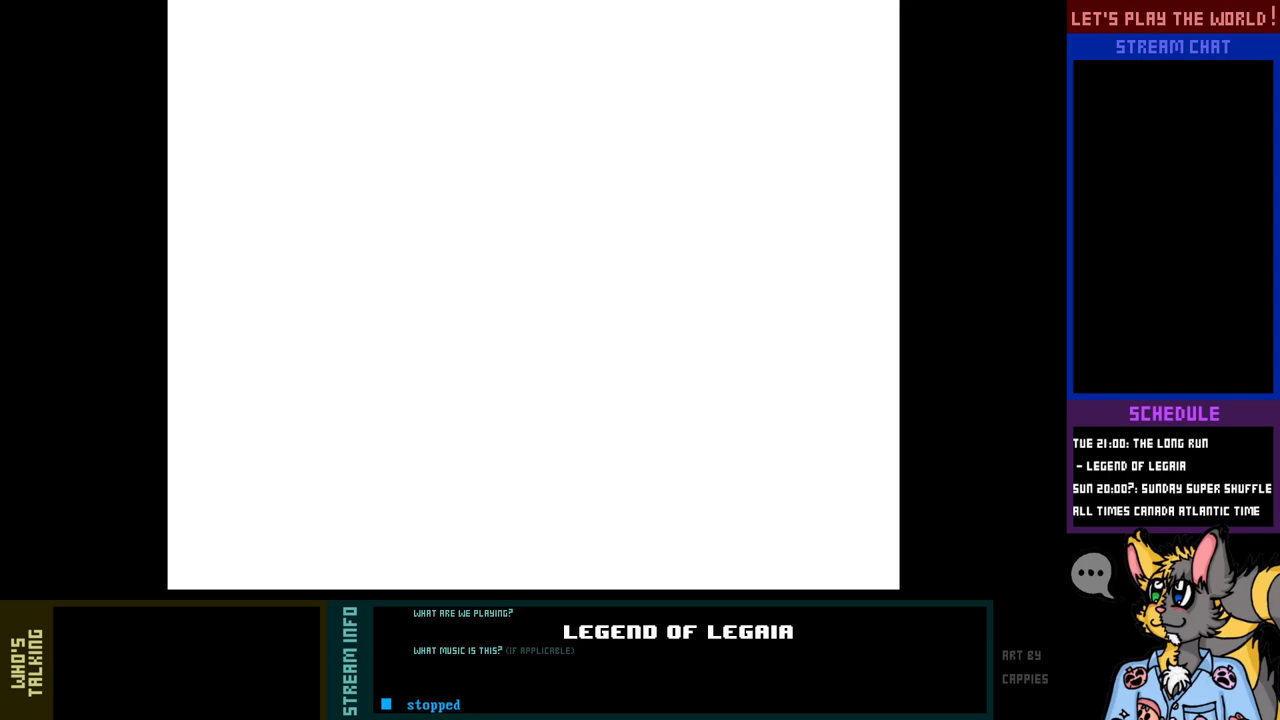 LET'S PLAY THE WORLD!
STREAM CHAT
SCHEDULE
TUE 21:00: THE LONG RUN
- LEGEND OF LEGAIA
SUN 20:00?: SUNDAY SUPER SHUFFLE
ALL TIMES CANADA ATLANTIC TIME
WHO'S TALKING
STREAM INFO
WHAT ARE WE PLAYING?
LEGEND OF LEGAIA
WHAT MUSIC IS THIS? (IF APPLICABLE)
stopped
ART BY
CAPPIES